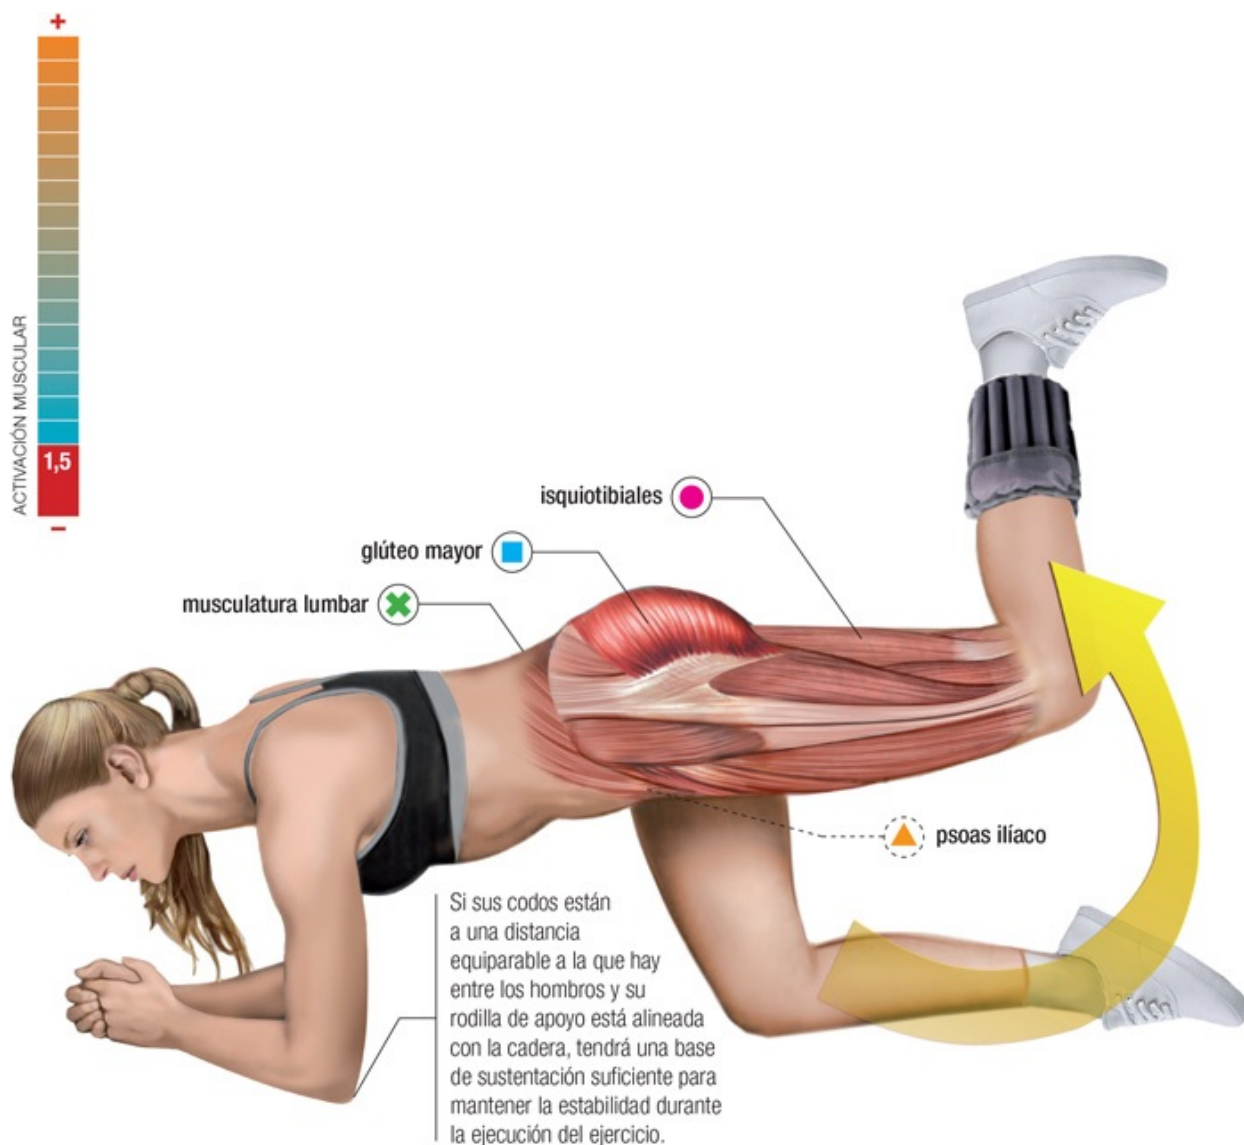 +
ACTIVACIÓN MUSCULAR
1,5
–
isquiotibiales
glúteo mayor
musculatura lumbar
psoas ilíaco
Si sus codos están
a una distancia
equiparable a la que hay
entre los hombros y su
rodilla de apoyo está alineada
con la cadera, tendrá una base
de sustentación suficiente para
mantener la estabilidad durante
la ejecución del ejercicio.